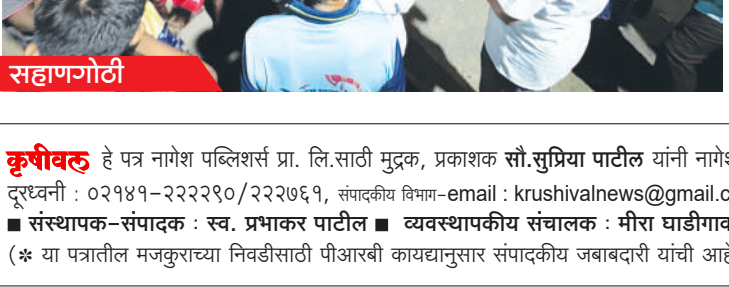 सहाणगोठी
कृषीवल हे पत्र नागेश पब्लिशर्स प्रा. लि.साठी मुद्रक, प्रकाशक सौ.सुप्रिया पाटील यांनी नागेश
दूरध्वनी : ०२१४१-२२२२९०/२२२७६१, संपादकीय विभाग-email : krushivalnews@gmail.c
■ संस्थापक-संपादक : स्व. प्रभाकर पाटील ■ व्यवस्थापकीय संचालक : मीरा घाडीगाव
(✻ या पत्रातील मजकुराच्या निवडीसाठी पीआरबी कायद्यानुसार संपादकीय जबाबदारी यांची आहे